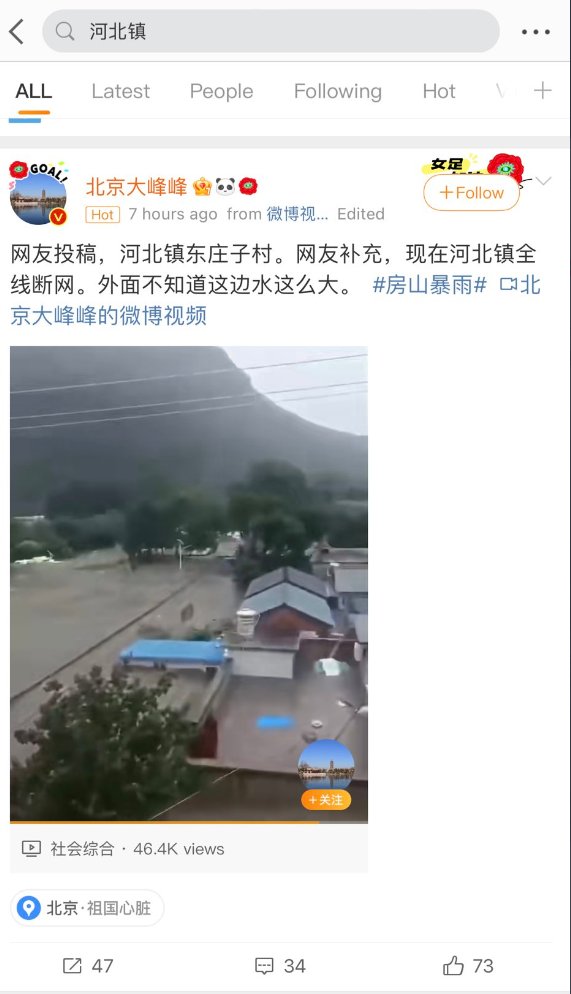 河北镇
ALL Latest People Following Hot
GOAL!
北京大峰峰
女足
+Follow
Hot 7 hours ago from 微博视... Edited
网友投稿，河北镇东庄子村。网友补充，现在河北镇全
线断网。外面不知道这边水这么大。 #房山暴雨# 北
京大峰峰的微博视频
+关注
社会综合 · 46.4K views
北京·祖国心脏
47 34 73